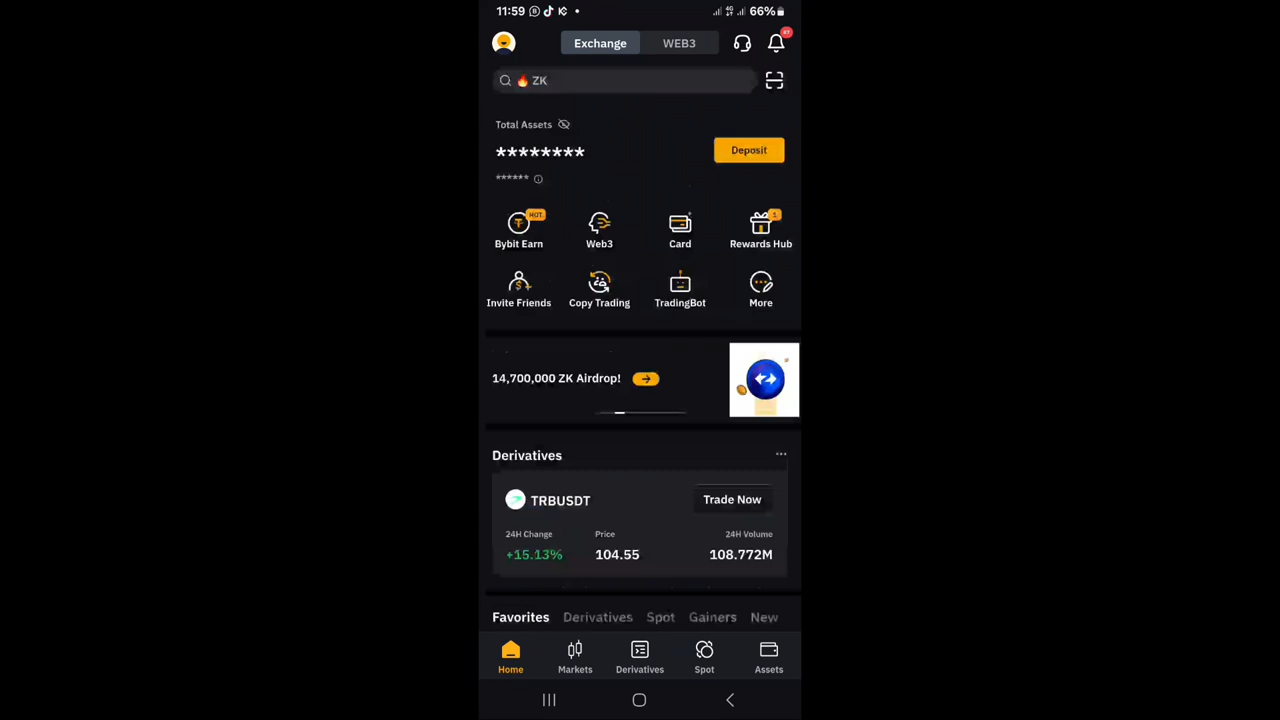 11:59 4G 66%
Exchange WEB3
ZK
Total Assets
******** Deposit
******
HOT 1
Bybit Earn Web3 Card Rewards Hub
Invite Friends Copy Trading TradingBot More
14,700,000 ZK Airdrop!
Derivatives
TRBUSDT Trade Now
24H Change Price 24H Volume
+15.13% 104.55 108.772M
Favorites Derivatives Spot Gainers New
Home Markets Derivatives Spot Assets